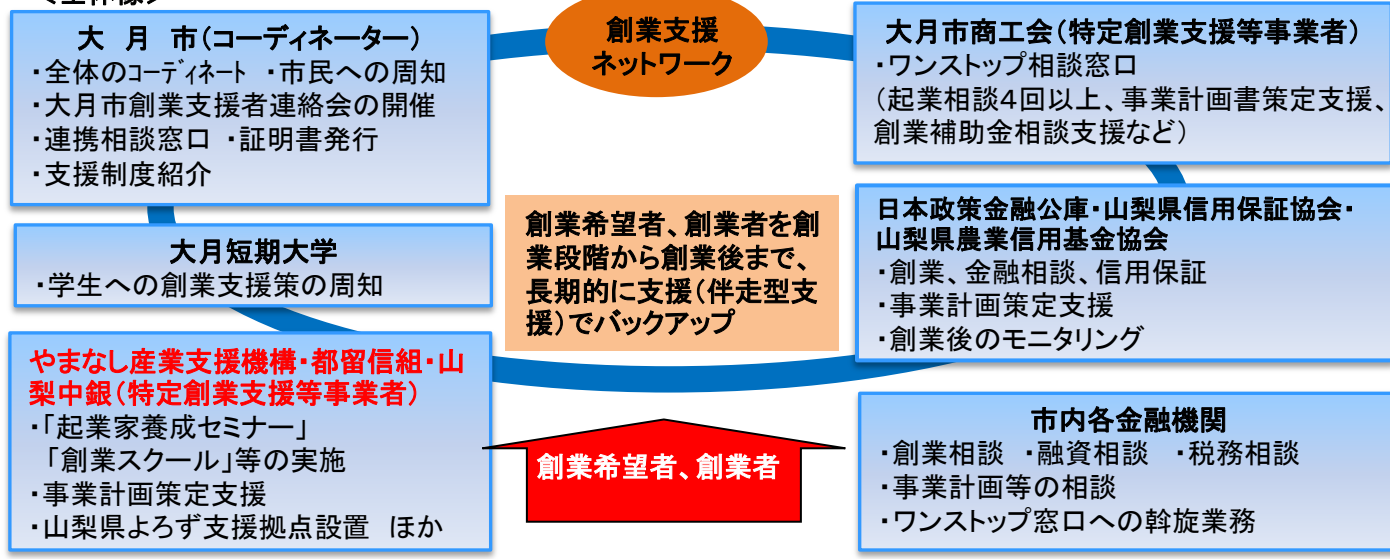 大 月 市(コーディネーター)
・全体のコーディネート ・市民への周知
・大月市創業支援者連絡会の開催
・連携相談窓口 ・証明書発行
・支援制度紹介
創業支援
ネットワーク
大月市商工会(特定創業支援等事業者)
・ワンストップ相談窓口
(起業相談4回以上、事業計画書策定支援、
創業補助金相談支援など)
大月短期大学
・学生への創業支援策の周知
創業希望者、創業者を創
業段階から創業後まで、
長期的に支援(伴走型支
援)でバックアップ
日本政策金融公庫・山梨県信用保証協会・
山梨県農業信用基金協会
・創業、金融相談、信用保証
・事業計画策定支援
・創業後のモニタリング
やまなし産業支援機構・都留信組・山
梨中銀(特定創業支援等事業者)
・「起業家養成セミナー」
「創業スクール」等の実施
・事業計画策定支援
・山梨県よろず支援拠点設置 ほか
創業希望者、創業者
市内各金融機関
・創業相談 ・融資相談 ・税務相談
・事業計画等の相談
・ワンストップ窓口への斡旋業務